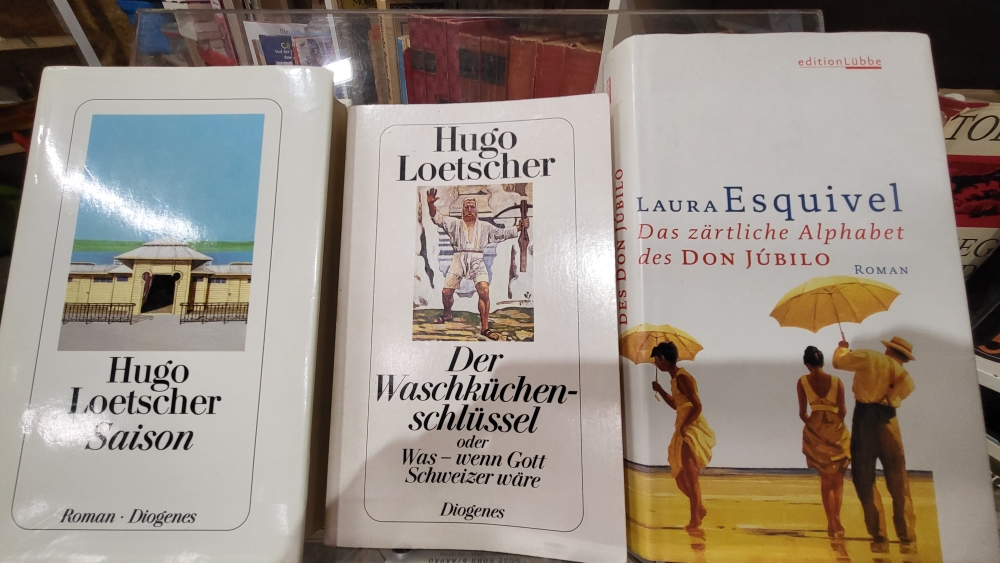 Hugo
Loetscher
Saison
Roman · Diogenes
Hugo
Loetscher
Der
Waschküchen-
schlüssel
oder
Was – wenn Gott
Schweizer wäre
Diogenes
DES DON JÚBILO
editionLübbe
LAURA Esquivel
Das zärtliche Alphabet
des DON JÚBILO
ROMAN